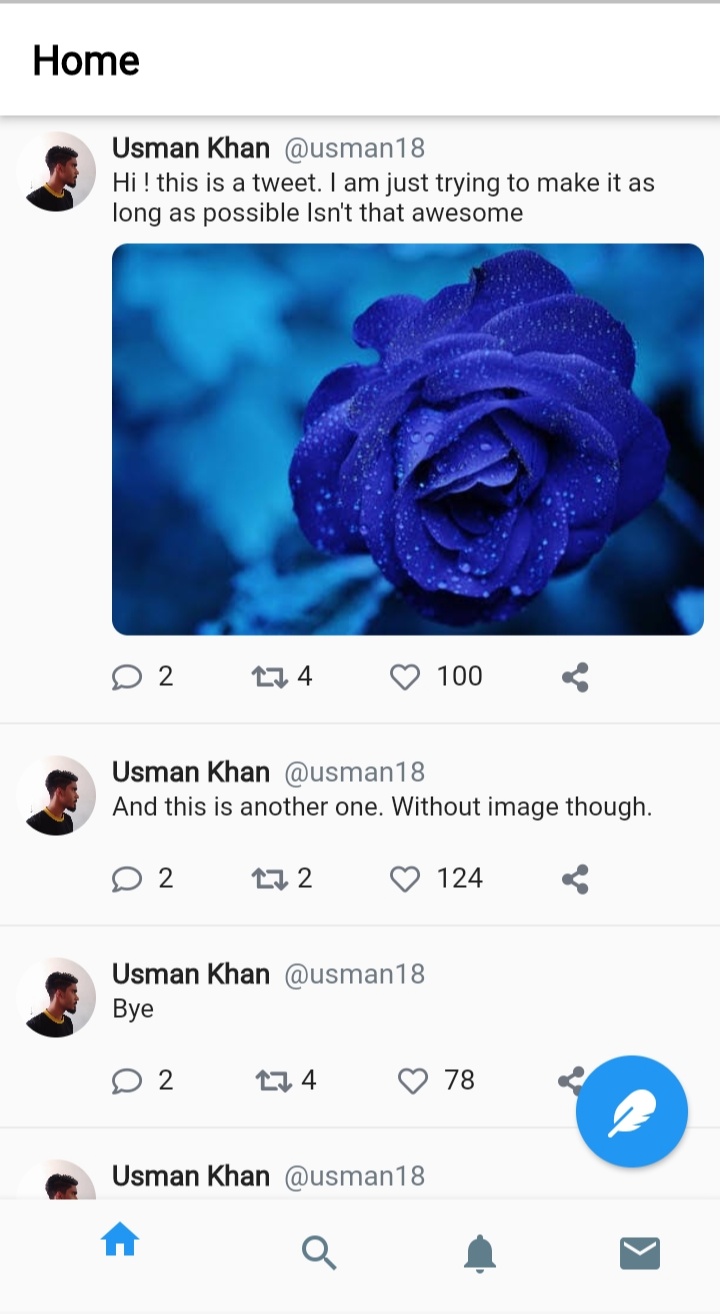 Home
Usman Khan @usman18
Hi ! this is a tweet. I am just trying to make it as
long as possible Isn't that awesome
2 4 100
Usman Khan @usman18
And this is another one. Without image though.
2 2 124
Usman Khan @usman18
Bye
2 4 78
Usman Khan @usman18